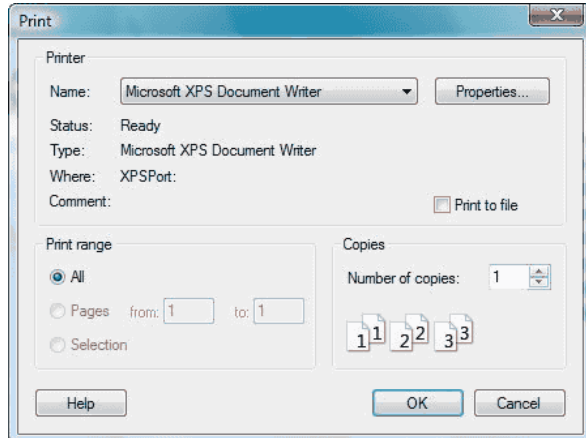 Print
Printer
Name: Microsoft XPS Document Writer Properties...
Status: Ready
Type: Microsoft XPS Document Writer
Where: XPSPort:
Comment: Print to file
Print range
All
Pages from: 1 to: 1
Selection
Copies
Number of copies: 1
1 1 2 2 3 3
Help OK Cancel